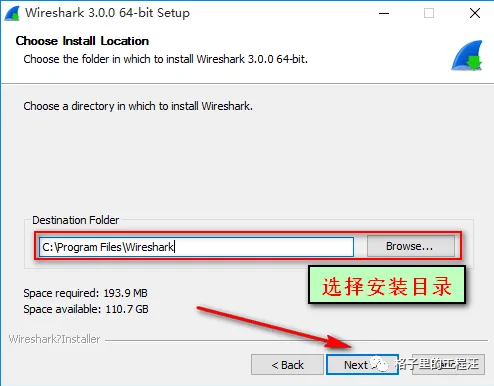 Wireshark 3.0.0 64-bit Setup
Choose Install Location
Choose the folder in which to install Wireshark 3.0.0 64-bit.
Choose a directory in which to install Wireshark.
Destination Folder
C:\Program Files\Wireshark
Browse...
选择安装目录
Space required: 193.9 MB
Space available: 110.7 GB
Wireshark?Installer
< Back
Next >
格子里的工程汪